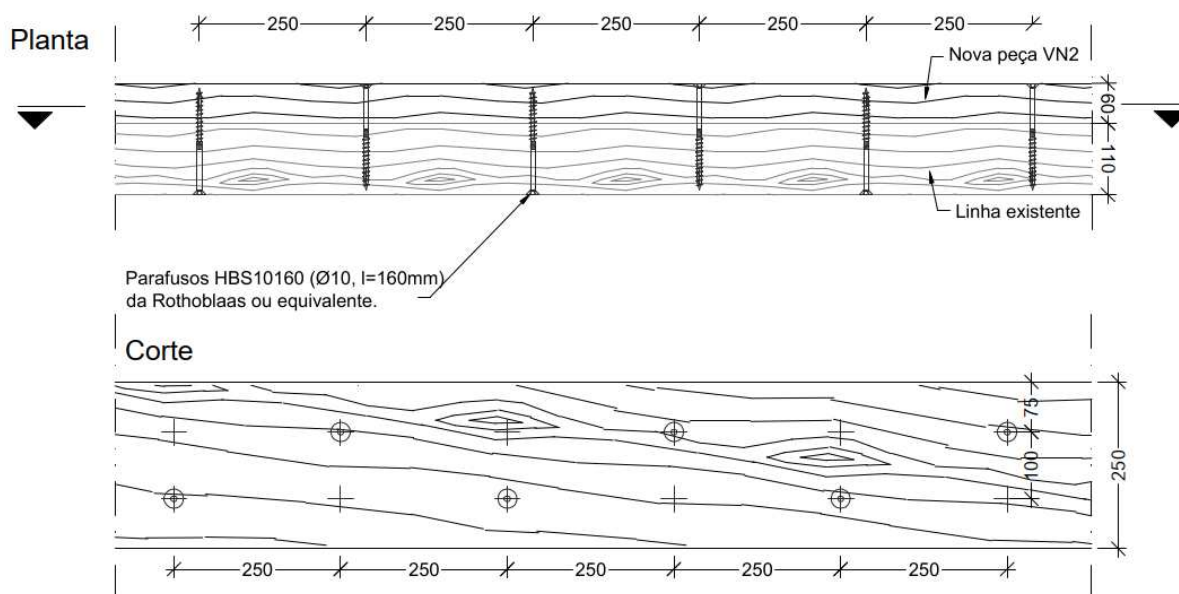 250 250 250 250 250
Planta
Nova peça VN2
60
110
Linha existente
Parafusos HBS10160 (Ø10, l=160mm)
da Rothoblaas ou equivalente.
Corte
75
100
250
250 250 250 250 250